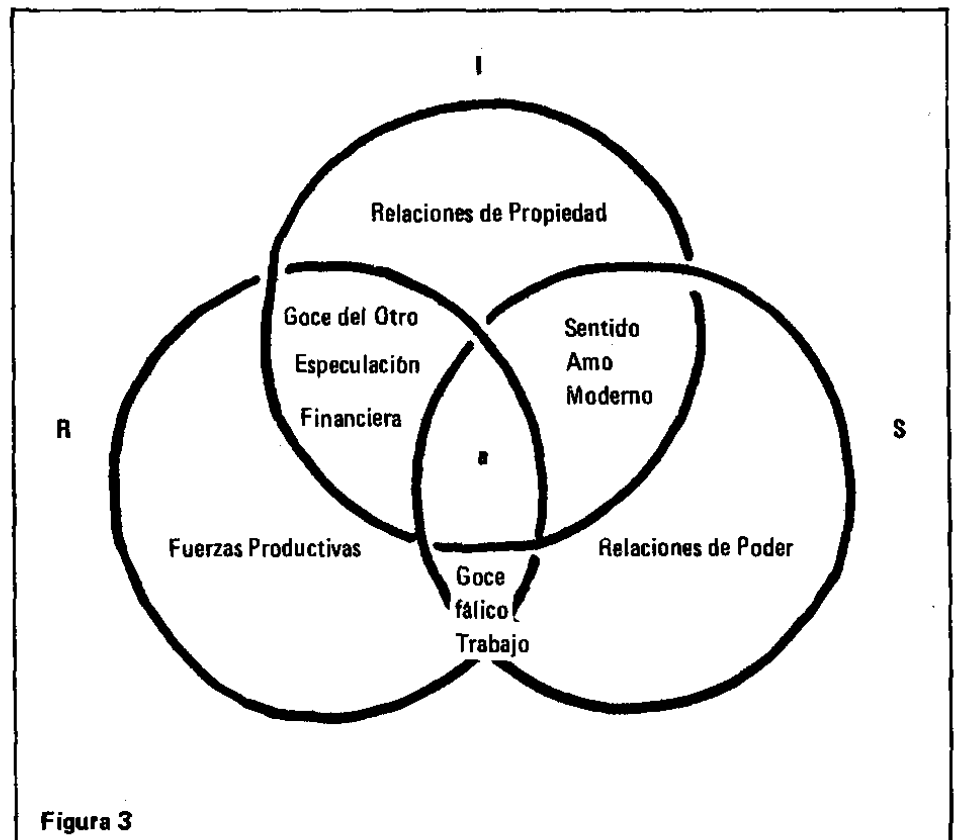 I
Relaciones de Propiedad
Goce del Otro
Especulación
Financiera
Sentido
Amo
Moderno
R
S
a
Fuerzas Productivas
Relaciones de Poder
Goce
fálico
Trabajo
Figura 3